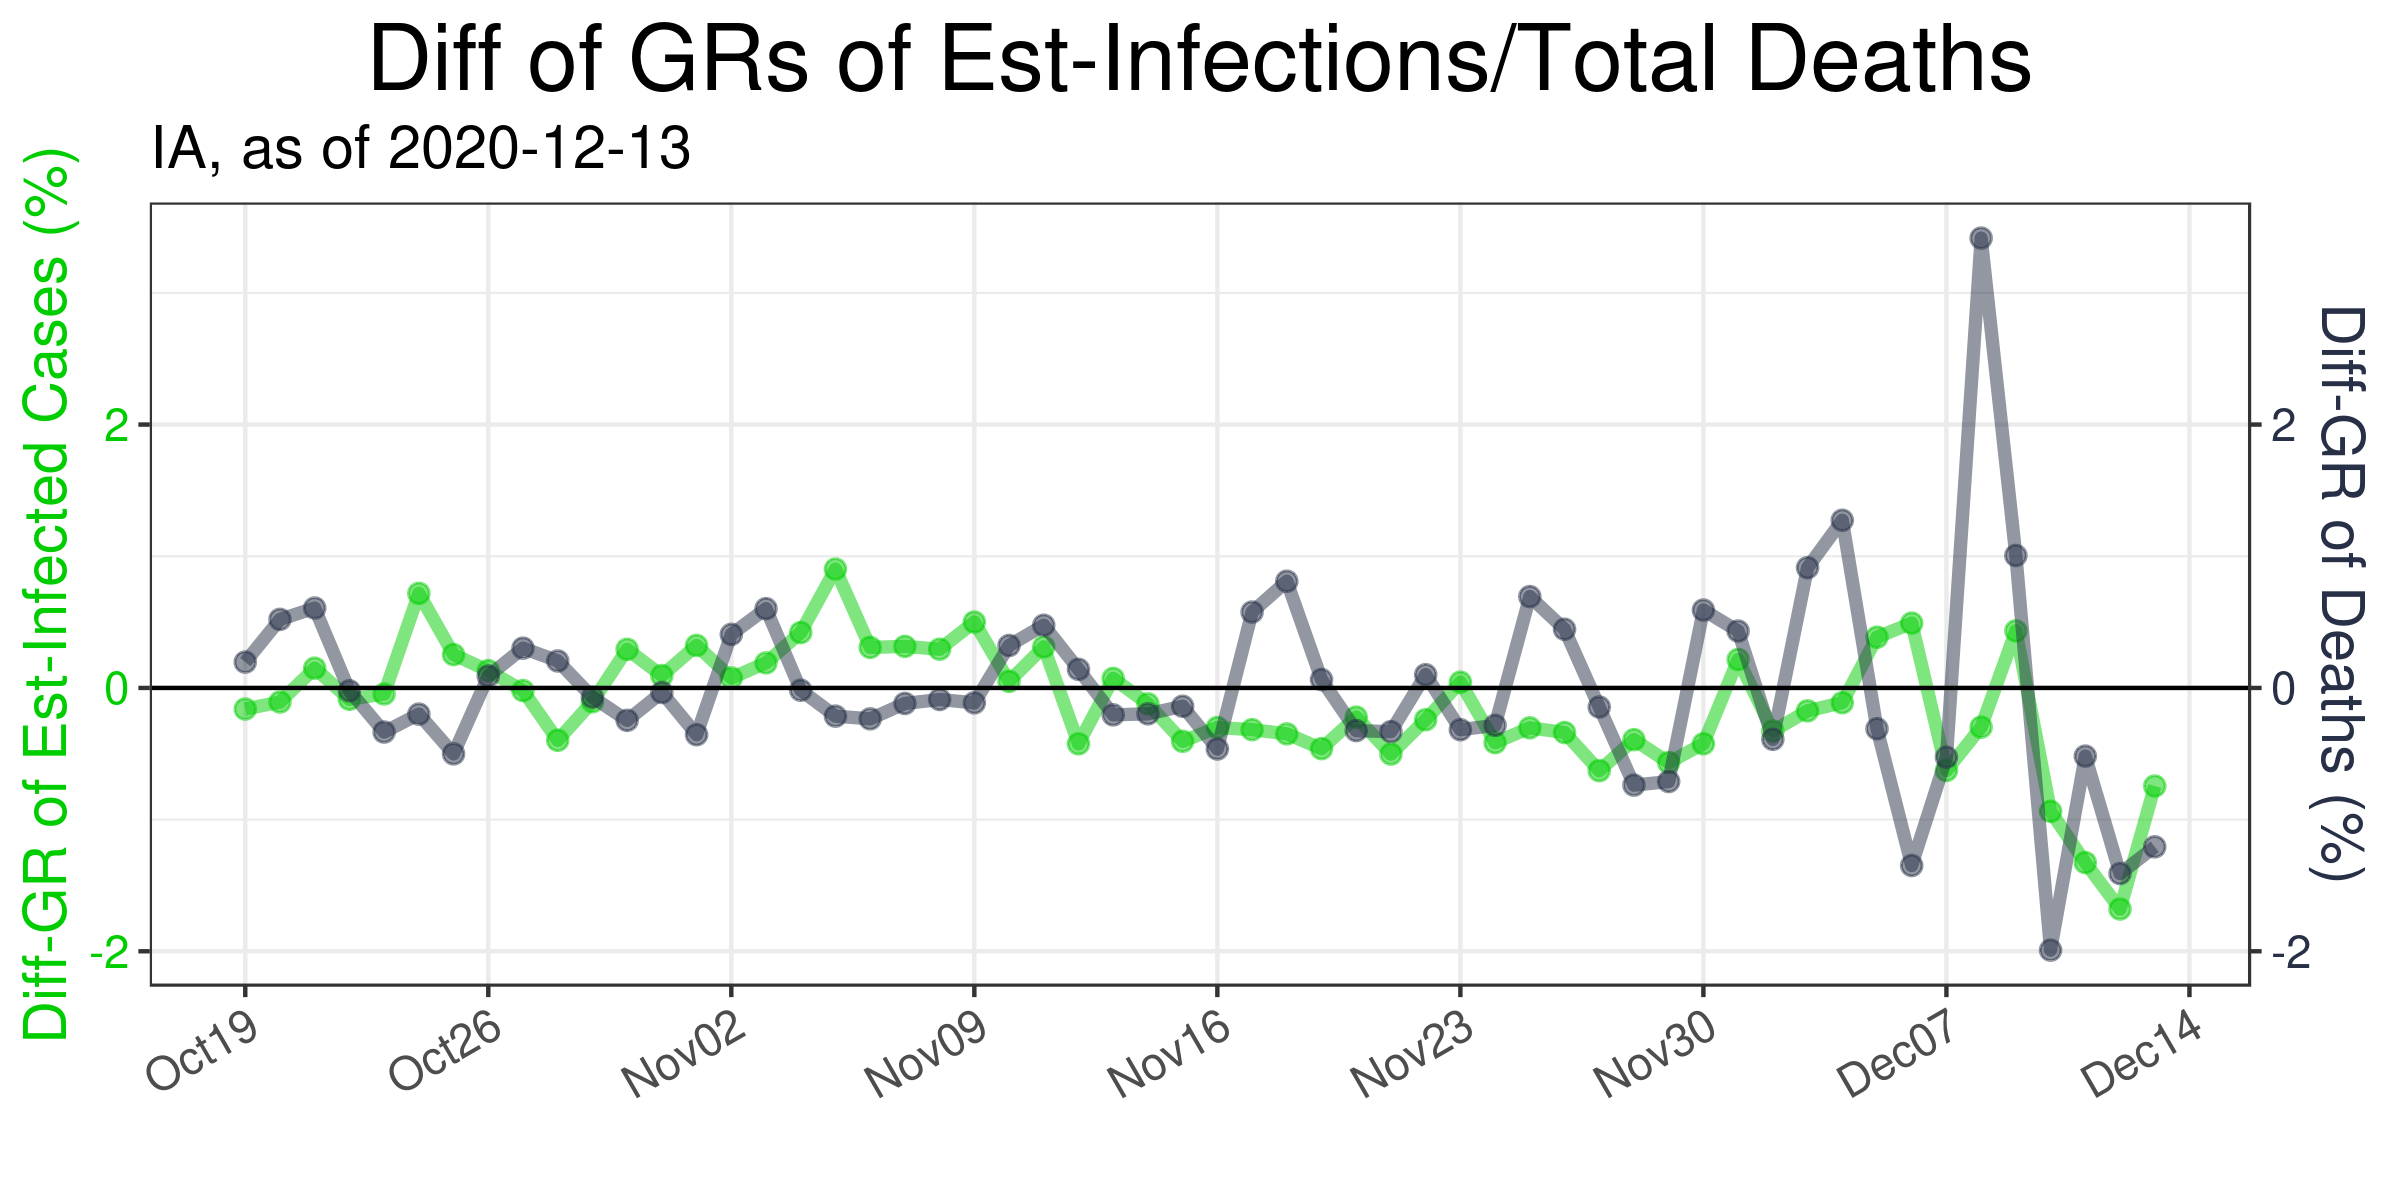 Diff of GRs of Est-Infections/Total Deaths
IA, as of 2020-12-13
Diff-GR of Est-Infected Cases (%)
2
0
-2
2
0
-2
Diff-GR of Deaths (%)
Oct19
Oct26
Nov02
Nov09
Nov16
Nov23
Nov30
Dec07
Dec14